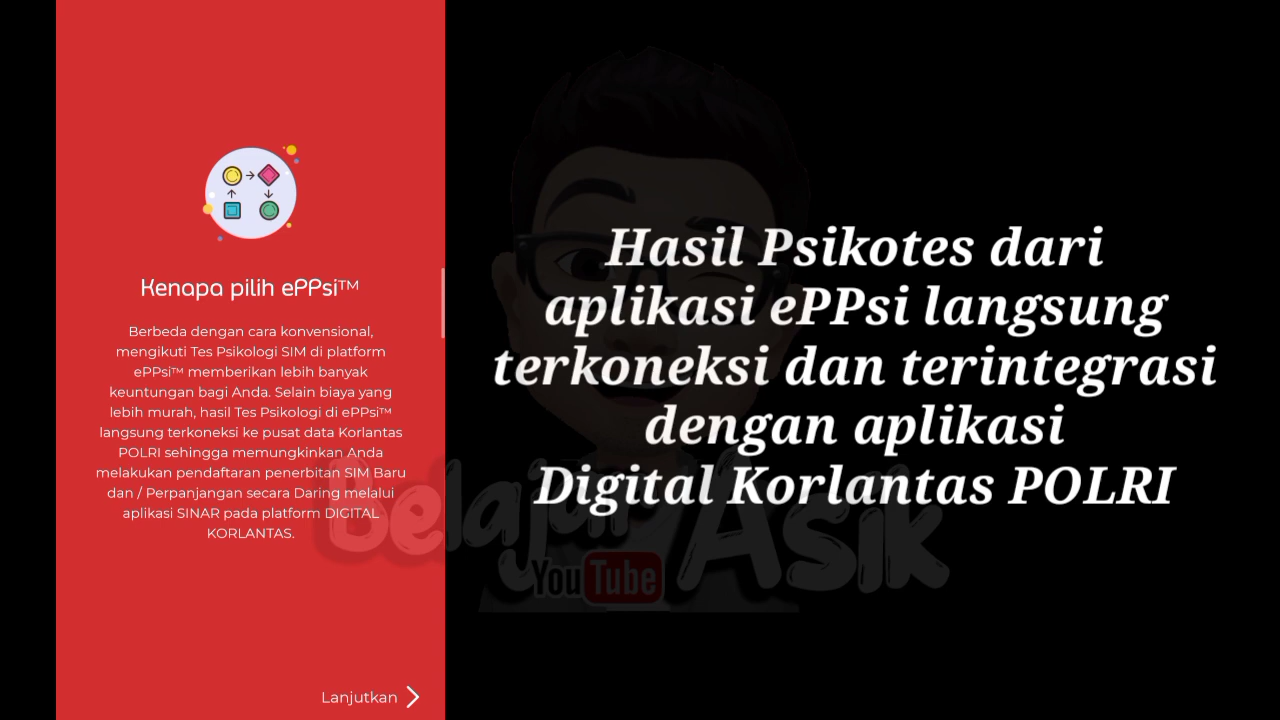 Kenapa pilih ePPsi™
Berbeda dengan cara konvensional,
mengikuti Tes Psikologi SIM di platform
ePPsi™ memberikan lebih banyak
keuntungan bagi Anda. Selain biaya yang
lebih murah, hasil Tes Psikologi di ePPsi™
langsung terkoneksi ke pusat data Korlantas
POLRI sehingga memungkinkan Anda
melakukan pendaftaran penerbitan SIM Baru
dan / Perpanjangan secara Daring melalui
aplikasi SINAR pada platform DIGITAL
KORLANTAS.
Lanjutkan
Hasil Psikotes dari
aplikasi ePPsi langsung
terkoneksi dan terintegrasi
dengan aplikasi
Digital Korlantas POLRI
Belajar Asik
YouTube